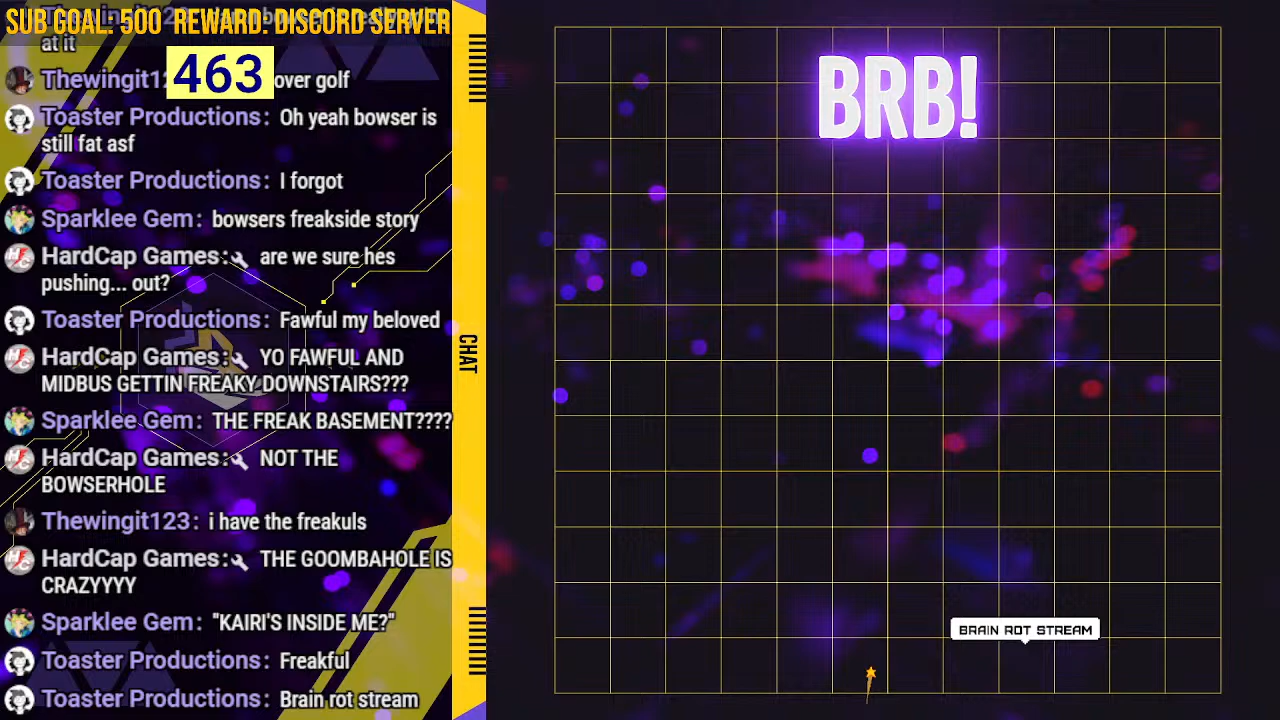 SUB GOAL: 500 REWARD: DISCORD SERVER
at it
463
Thewingit12 over golf
Toaster Productions: Oh yeah bowser is
still fat asf
Toaster Productions: I forgot
Sparklee Gem: bowsers freakside story
HardCap Games: are we sure hes
pushing... out?
Toaster Productions: Fawful my beloved
HardCap Games: YO FAWFUL AND
MIDBUS GETTIN FREAKY DOWNSTAIRS???
Sparklee Gem: THE FREAK BASEMENT????
HardCap Games: NOT THE
BOWSERHOLE
Thewingit123: i have the freakuls
HardCap Games: THE GOOMBAHOLE IS
CRAZYYYY
Sparklee Gem: "KAIRI'S INSIDE ME?"
Toaster Productions: Freakful
Toaster Productions: Brain rot stream
CHAT
BRB!
BRAIN ROT STREAM